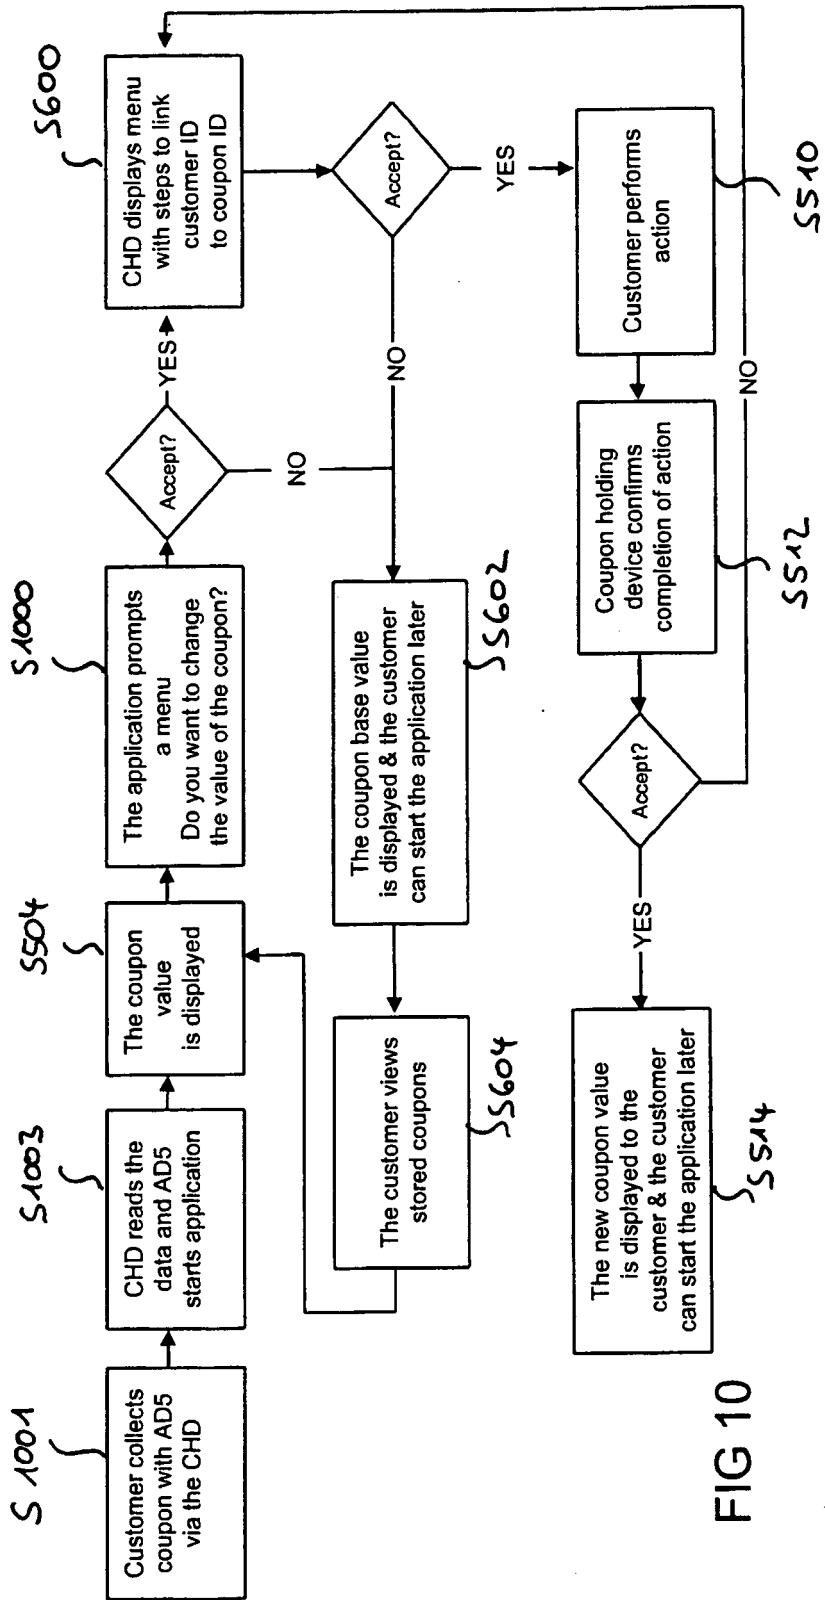 S1001
Customer collects
coupon with AD5
via the CHD
S1003
CHD reads the
data and AD5
starts application
S504
The coupon
value
is displayed
S1000
The application prompts
a menu
Do you want to change
the value of the coupon?
Accept?
YES
NO
S600
CHD displays menu
with steps to link
customer ID
to coupon ID
Accept?
NO
YES
The customer views
stored coupons
S604
The coupon base value
is displayed & the customer
can start the application later
S602
Customer performs
action
S510
Coupon holding
device confirms
completion of action
S512
Accept?
YES
NO
The new coupon value
is displayed to the
customer & the customer
can start the application later
S514
FIG 10